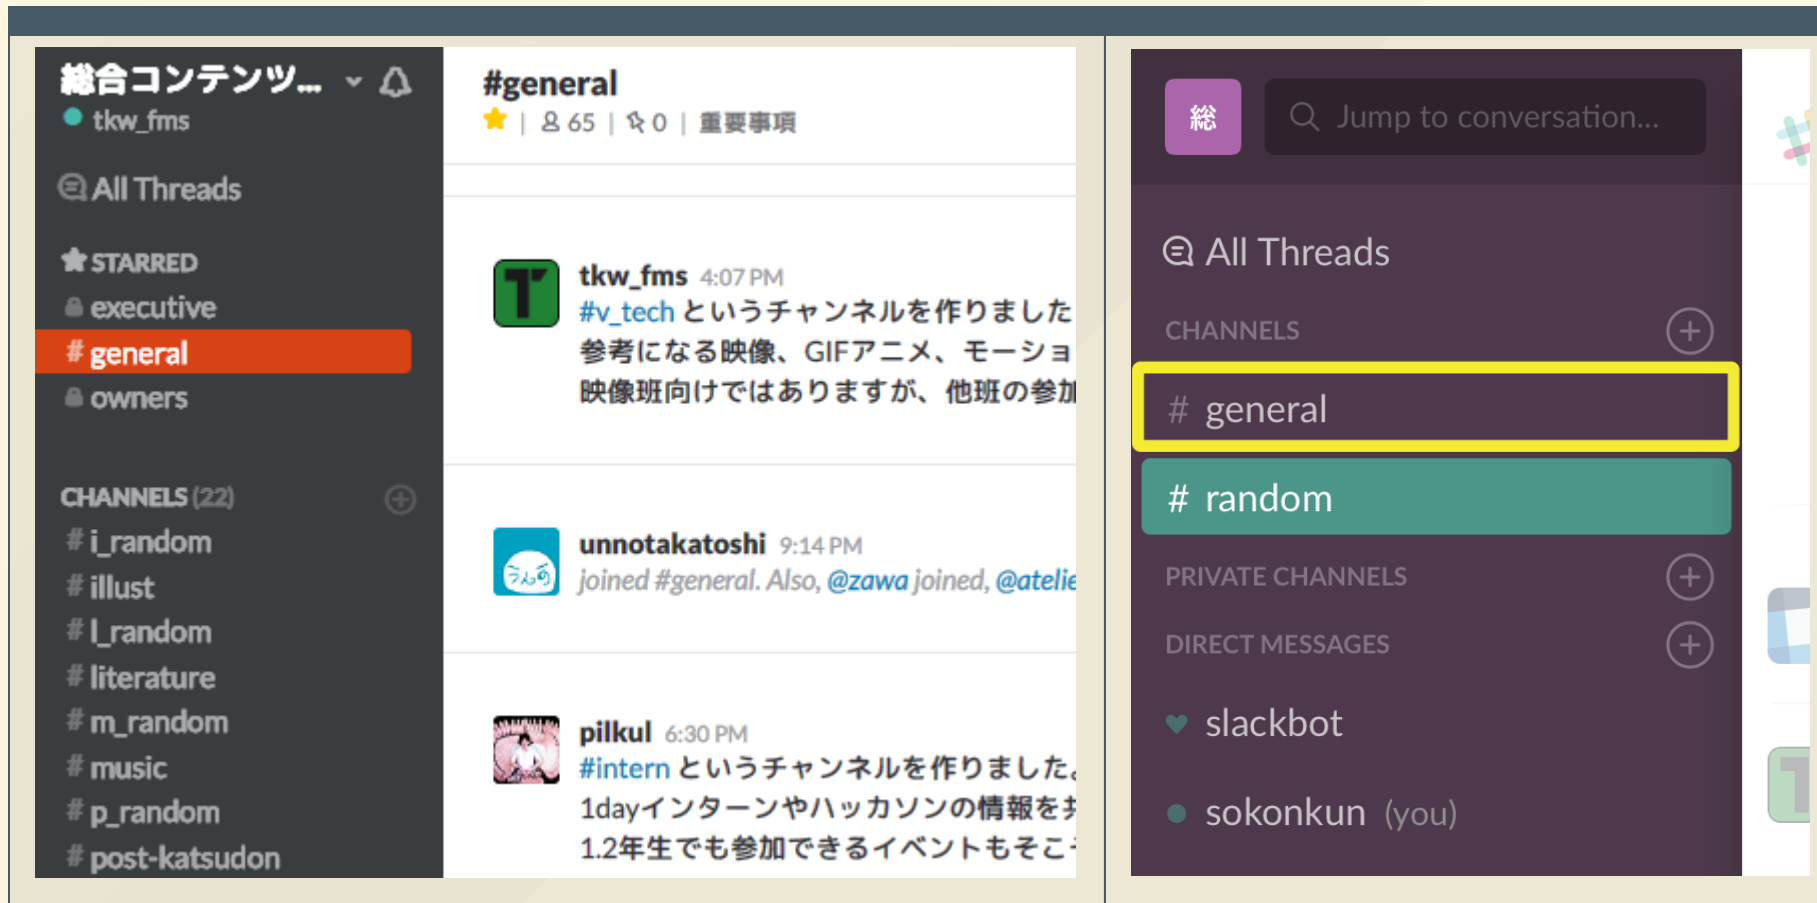 総合コンテンツ...
tkw_fms
All Threads
STARRED
executive
# general
owners
CHANNELS (22)
# i_random
# illust
# l_random
# literature
# m_random
# music
# p_random
# post-katsudon
#general
65 | 0 | 重要事項
tkw_fms 4:07 PM
#v_tech というチャンネルを作りました
参考になる映像、GIFアニメ、モーショ
映像班向けではありますが、他班の参加
unnotakatoshi 9:14 PM
joined #general. Also, @zawa joined, @atelie
pilkul 6:30 PM
#intern というチャンネルを作りました。
1dayインターンやハッカソンの情報を共
1.2年生でも参加できるイベントもそこ
総 Jump to conversation...
All Threads
CHANNELS
# general
# random
PRIVATE CHANNELS
DIRECT MESSAGES
slackbot
sokonkun (you)